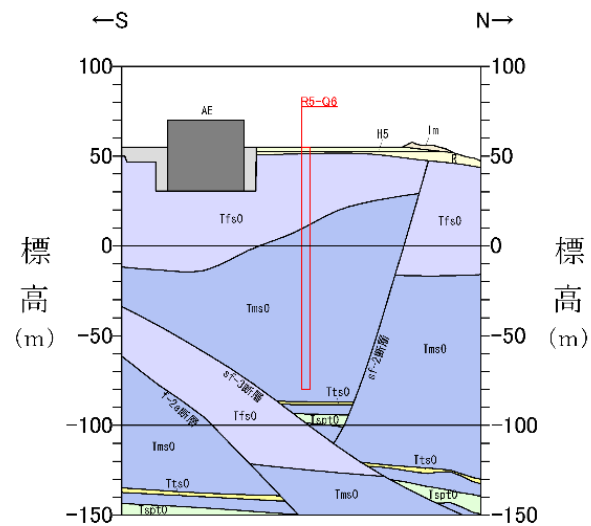 ←S
N→
100
100
R5-Q6
AE
H5
lm
R
50
50
Tfs0
Tfs0
0
0
標高(m)
標高(m)
Tms0
Tms0
-50
-50
sf-2断層
sf-3断層
f-2a断層
Tts0
Tfs0
Tspt0
-100
-100
Tms0
Tts0
Tts0
Tms0
Tspt0
Tspt0
-150
-150